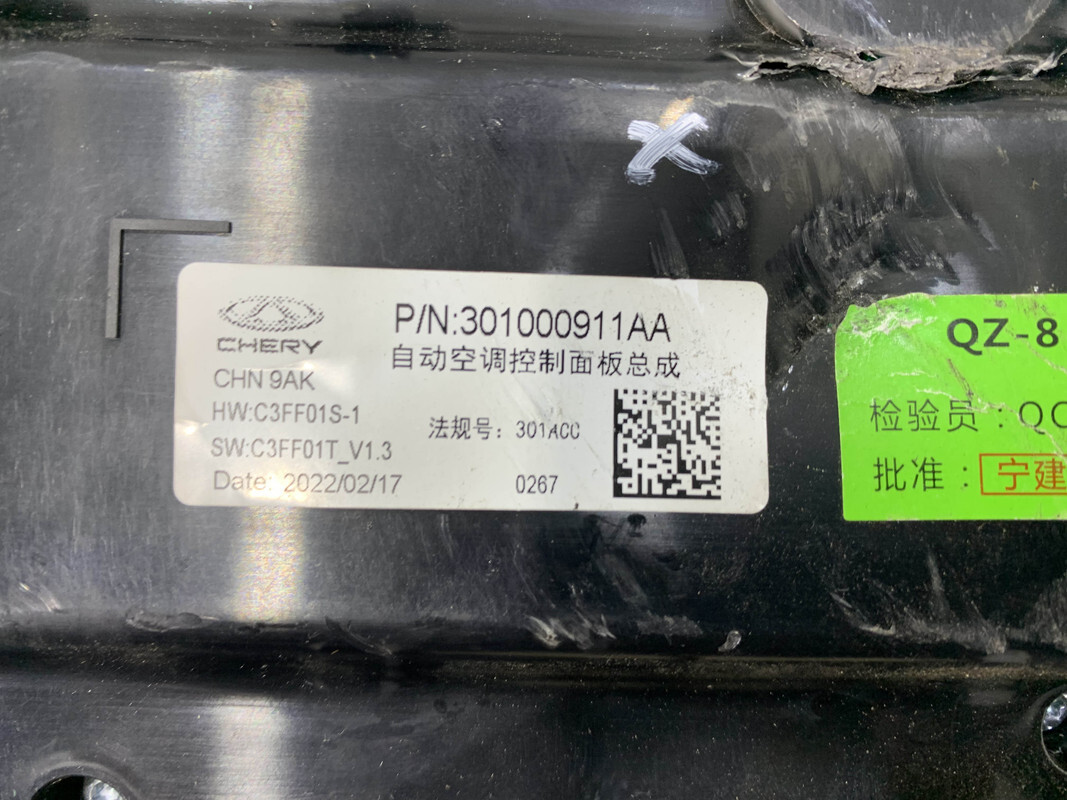 CHERY
P/N:301000911AA
自动空调控制面板总成
CHN 9AK
HW:C3FF01S-1
法规号：301ACC
SW:C3FF01T_V1.3
Date: 2022/02/17
0267
QZ-8
检验员：QC
批准：宁建